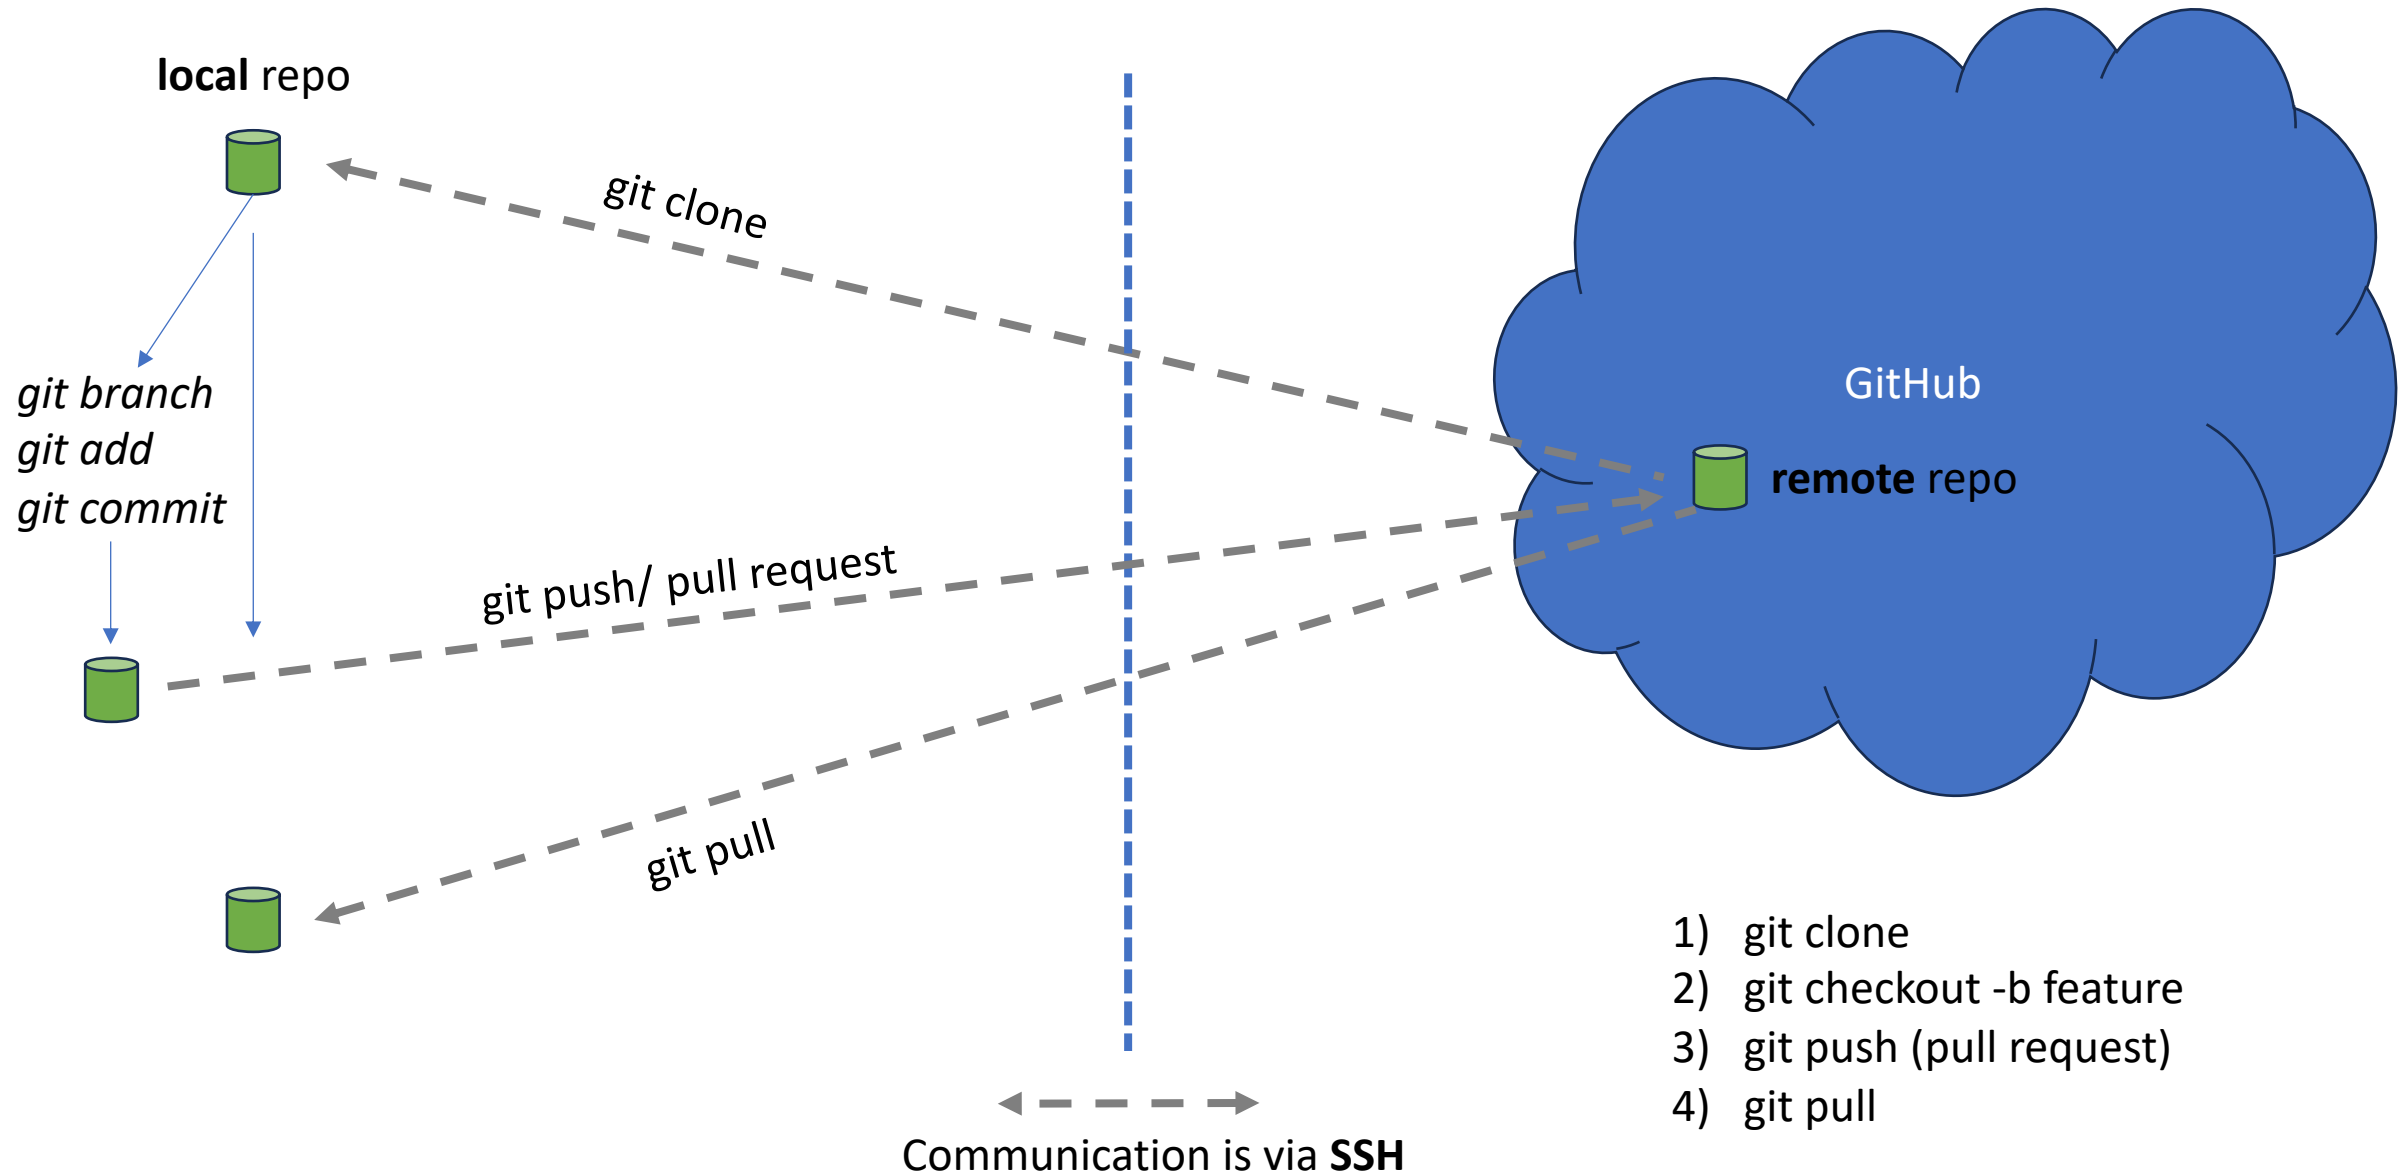 local repo
git clone
git branch
git add
git commit
GitHub
remote repo
git push/ pull request
git pull
1) git clone
2) git checkout -b feature
3) git push (pull request)
4) git pull
Communication is via SSH